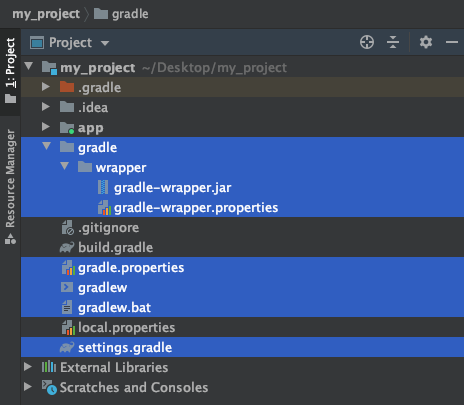 my_project gradle
Project
1: Project
Resource Manager
my_project ~/Desktop/my_project
.gradle
.idea
app
gradle
wrapper
gradle-wrapper.jar
gradle-wrapper.properties
.gitignore
build.gradle
gradle.properties
gradlew
gradlew.bat
local.properties
settings.gradle
External Libraries
Scratches and Consoles